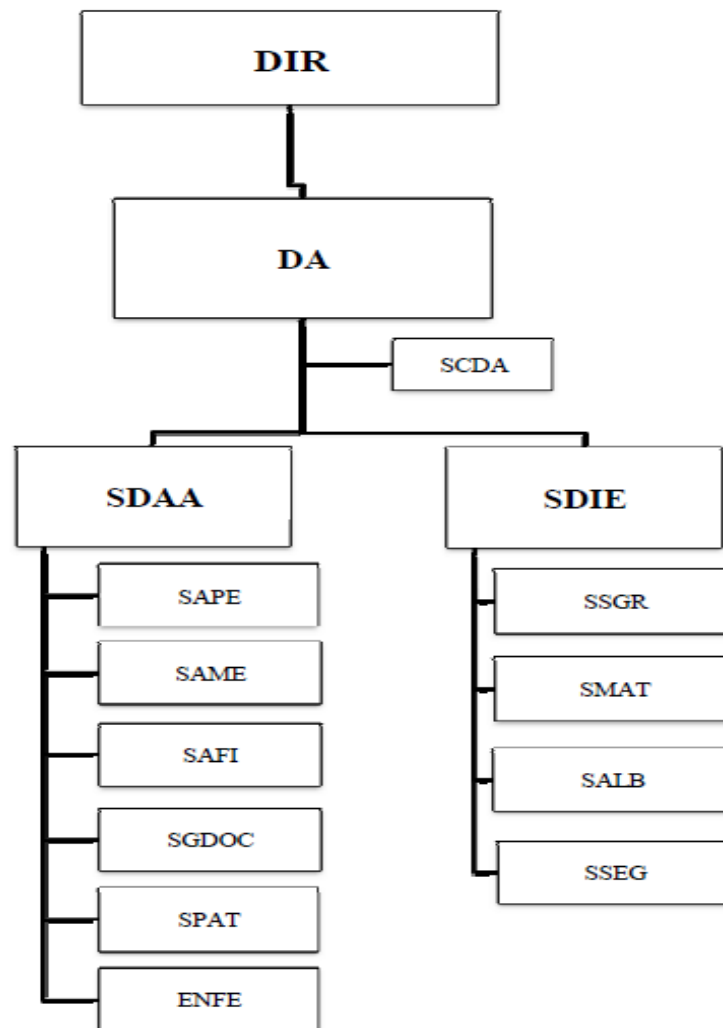 DIR
DA
SCDA
SDAA
SDIE
SAPE
SAME
SAFI
SGDOC
SPAT
ENFE
SSGR
SMAT
SALB
SSEG